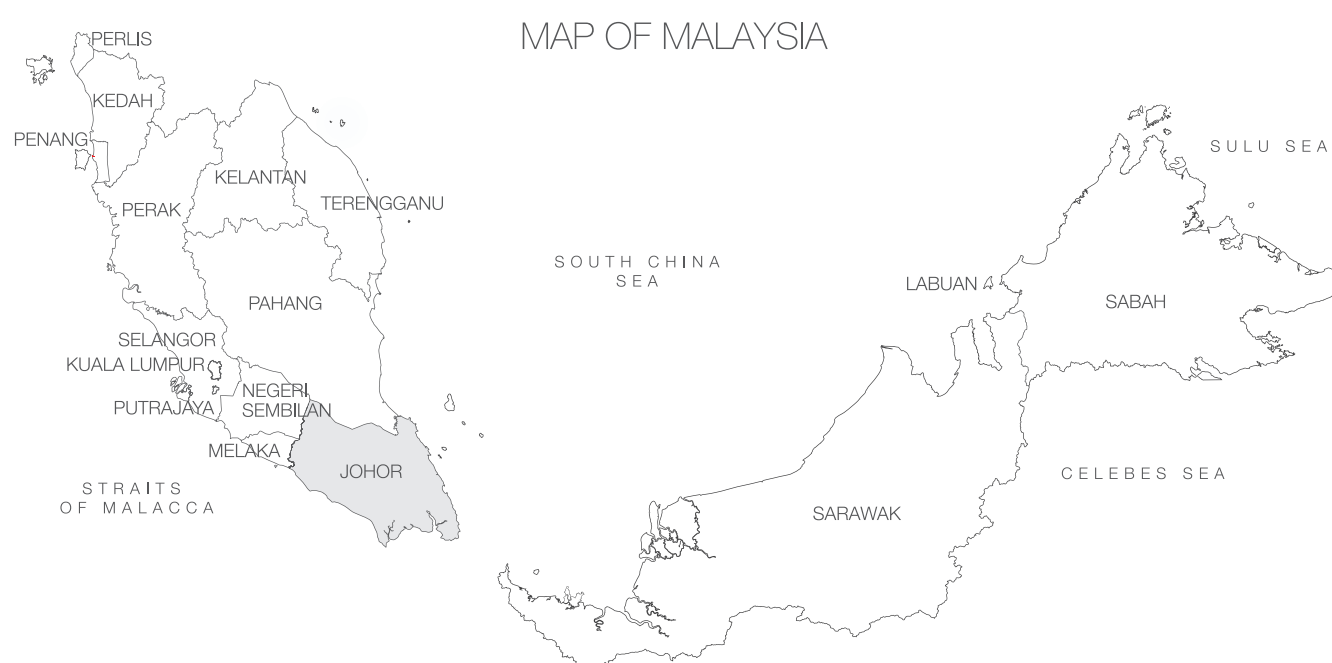 MAP OF MALAYSIA
PERLIS
KEDAH
PENANG
SULU SEA
KELANTAN
PERAK
TERENGGANU
SOUTH CHINA
SEA
LABUAN
PAHANG
SABAH
SELANGOR
KUALA LUMPUR
NEGERI
SEMBILAN
PUTRAJAYA
MELAKA
JOHOR
CELEBES SEA
STRAITS
OF MALACCA
SARAWAK